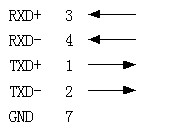 RXD+ 3
RXD- 4
TXD+ 1
TXD- 2
GND 7